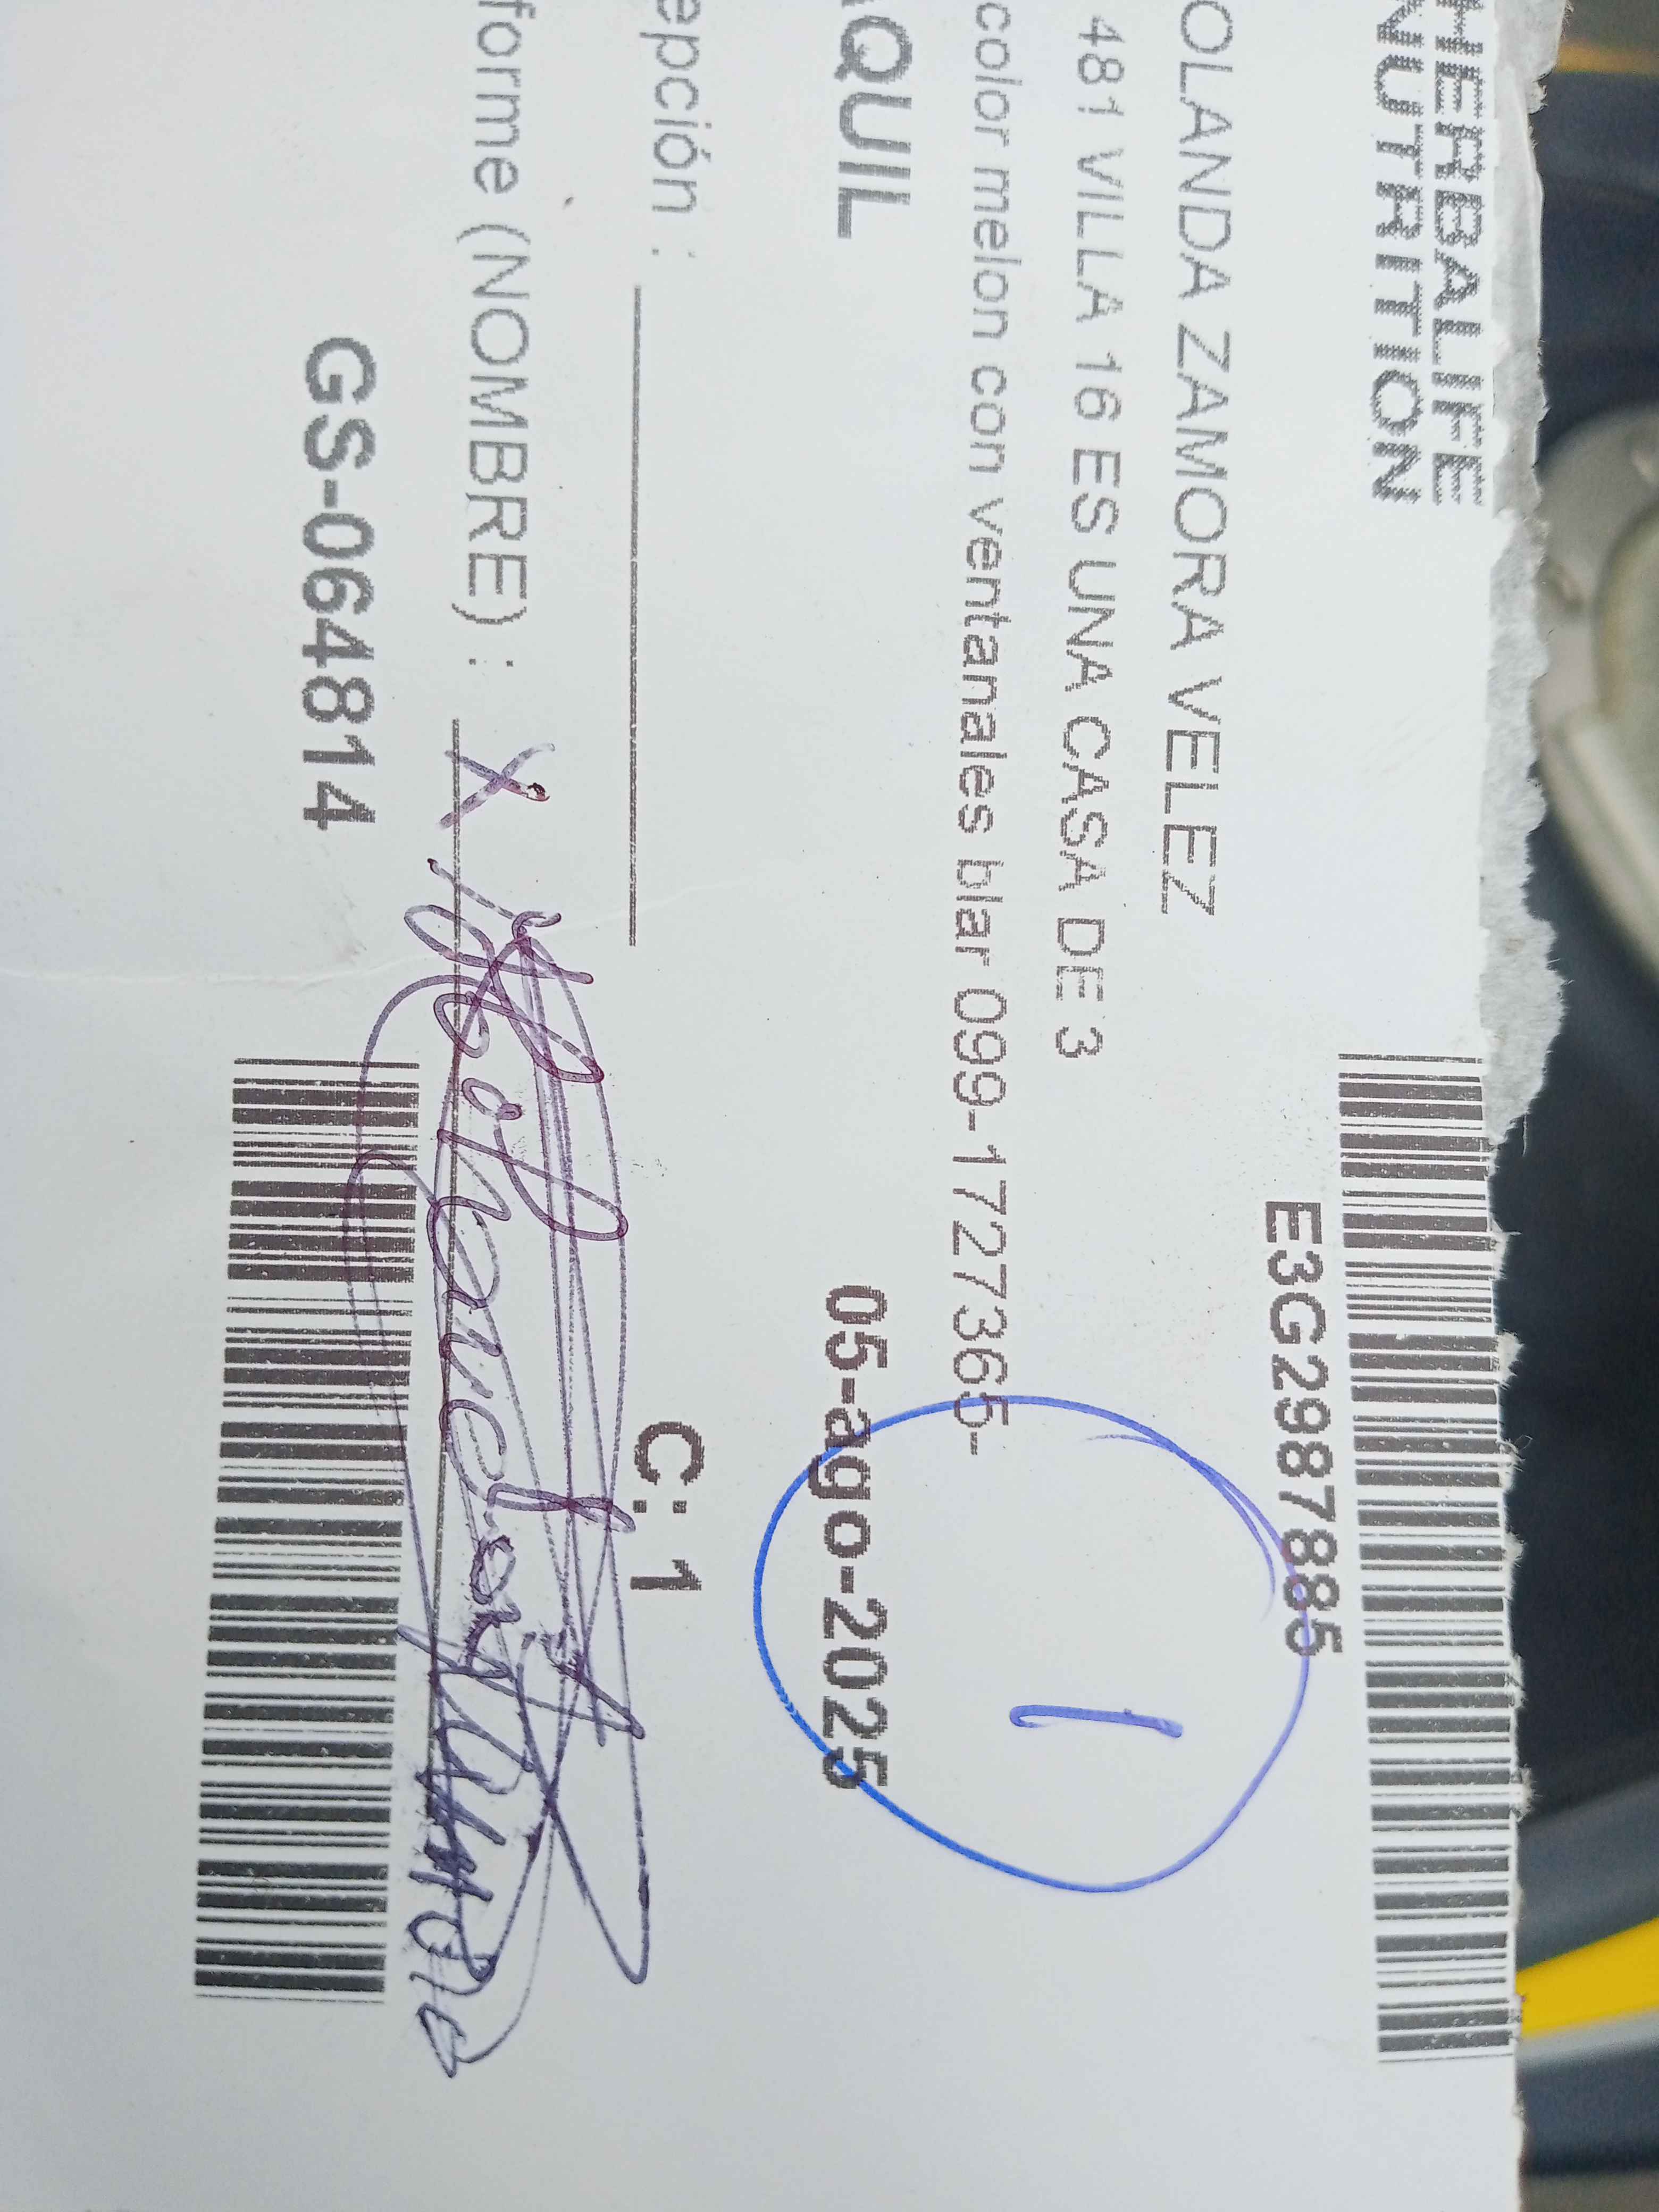 HERBALIFE
NUTRITION
E3G2987885
OLANDA ZAMORA VELEZ
481 VILLA 16 ES UNA CASA DE 3
color melon con ventanales blar 099-1727365-
1
AQUIL
05-ago-2025
epción :
C: 1
forme (NOMBRE) : X
GS-064814